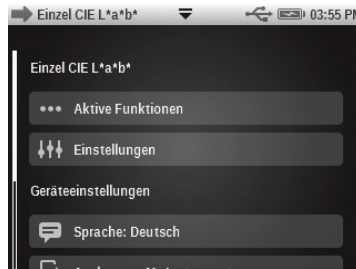 Einzel CIE L*a*b* 03:55 PM
Einzel CIE L*a*b*
Aktive Funktionen
Einstellungen
Geräteeinstellungen
Sprache: Deutsch